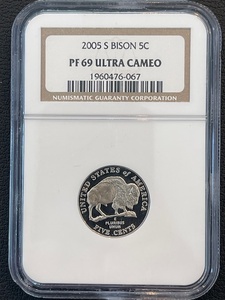 2005 S BISON 5C
PF 69 ULTRA CAMEO
1960476-067
NUMISMATIC GUARANTY CORPORATION
UNITED STATES OF AMERICA
E
PLURIBUS
UNUM
FIVE CENTS